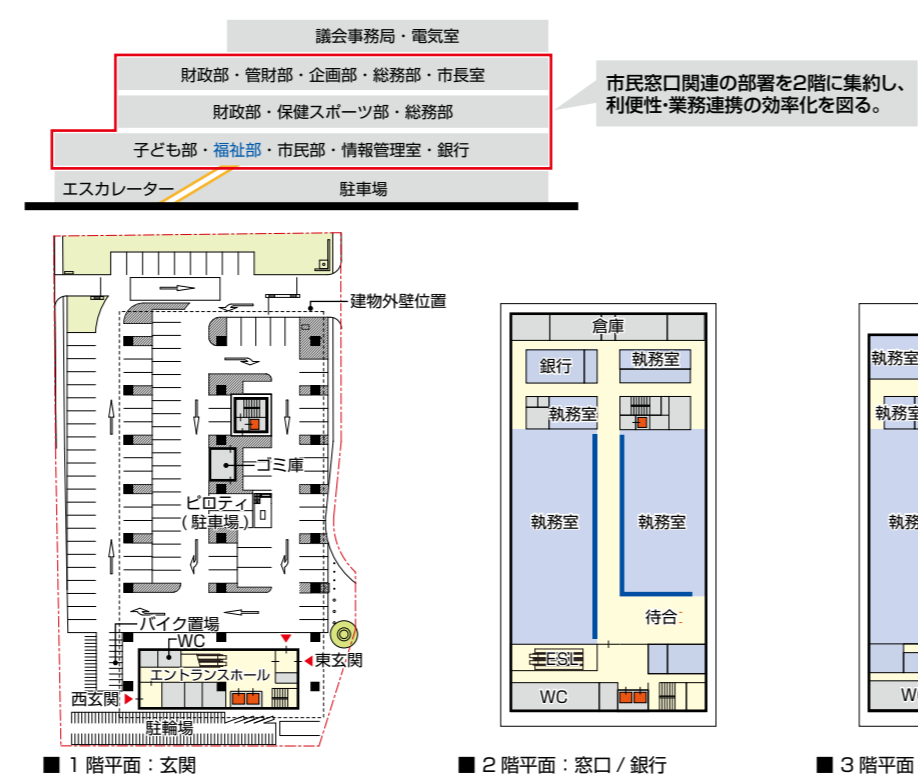 議会事務局・電気室
財政部・管財部・企画部・総務部・市長室
財政部・保健スポーツ部・総務部
子ども部・福祉部・市民部・情報管理室・銀行
エスカレーター
駐車場
市民窓口関連の部署を2階に集約し、
利便性・業務連携の効率化を図る。
建物外壁位置
ゴミ庫
ピロティ
(駐車場)
バイク置場
WC
エントランスホール
東玄関
西玄関
駐輪場
■ 1 階平面：玄関
倉庫
銀行
執務室
執務室
執務室
執務室
待合
ESL
WC
■ 2 階平面：窓口 / 銀行
執務室
執務室
執務
W
■ 3 階平面